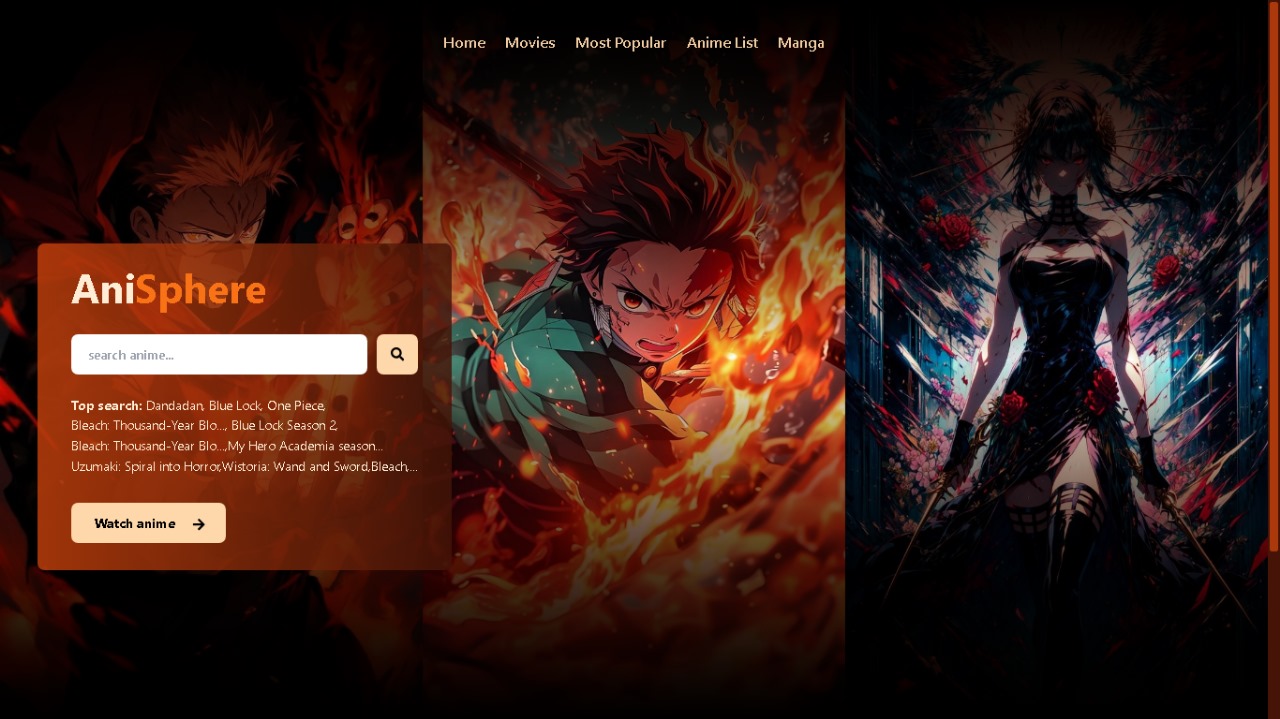 Home Movies Most Popular Anime List Manga
AniSphere
search anime...
Top search: Dandadan, Blue Lock, One Piece,
Bleach: Thousand-Year Blo..., Blue Lock Season 2,
Bleach: Thousand-Year Blo...,My Hero Academia season...
Uzumaki: Spiral into Horror,Wistoria: Wand and Sword,Bleach,...
Watch anime